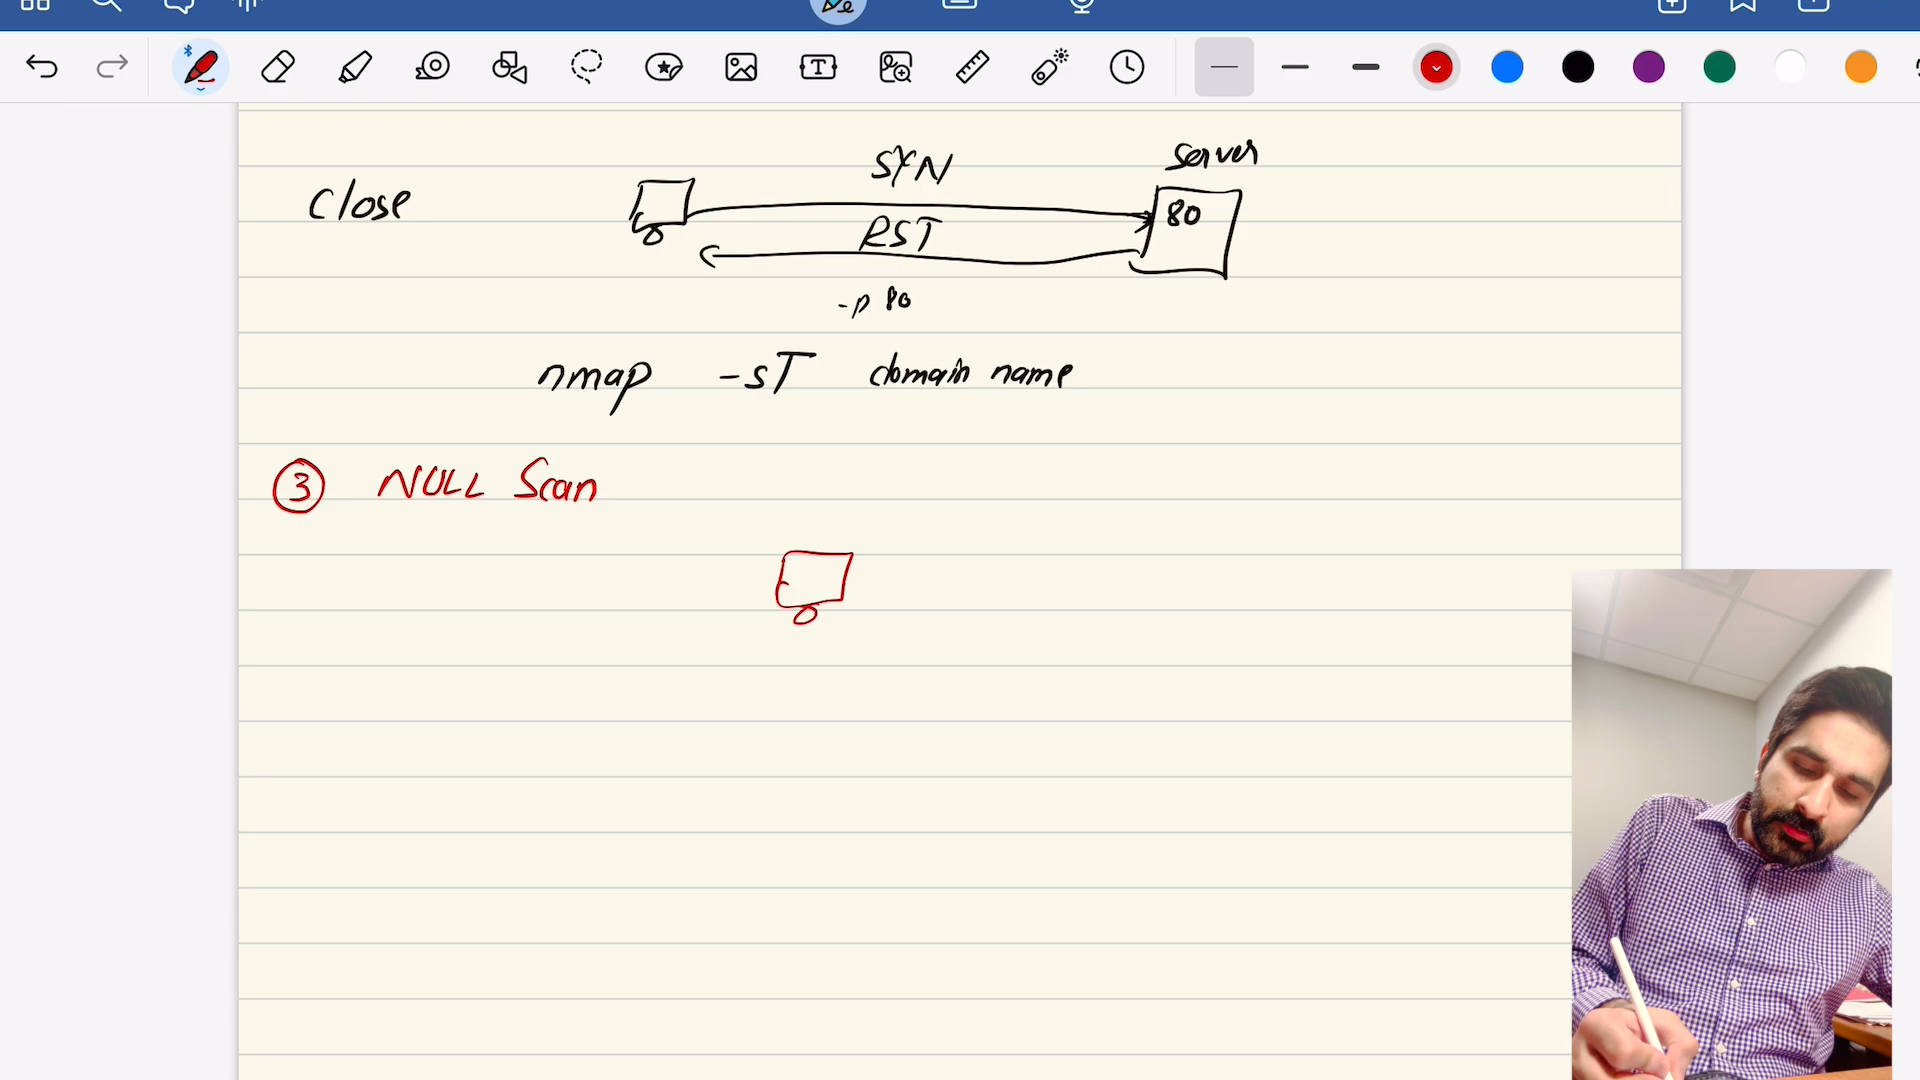 SYN
Server
Close
80
RST
-p 80
nmap -sT domain name
3 NULL Scan